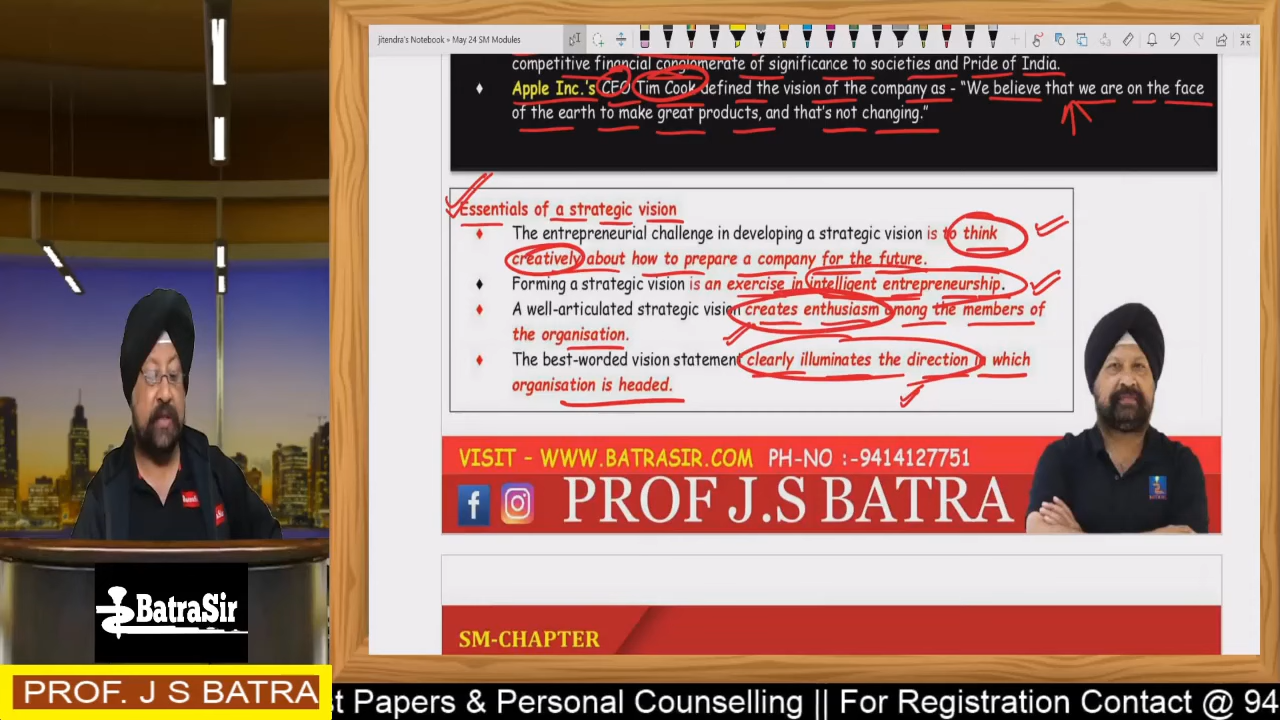 jitendra's Notebook » May 24 SM Modules
competitive financial conglomerate of significance to societies and Pride of India.
Apple Inc.'s CEO Tim Cook defined the vision of the company as - “We believe that we are on the face
of the earth to make great products, and that’s not changing.”
Essentials of a strategic vision
The entrepreneurial challenge in developing a strategic vision is to think
creatively about how to prepare a company for the future.
Forming a strategic vision is an exercise in intelligent entrepreneurship.
A well-articulated strategic vision creates enthusiasm among the members of
the organisation.
The best-worded vision statement clearly illuminates the direction in which
organisation is headed.
VISIT - WWW.BATRASIR.COM PH-NO :-9414127751
PROF J.S BATRA
SM-CHAPTER
BatraSir
PROF. J S BATRA
st Papers & Personal Counselling || For Registration Contact @ 94